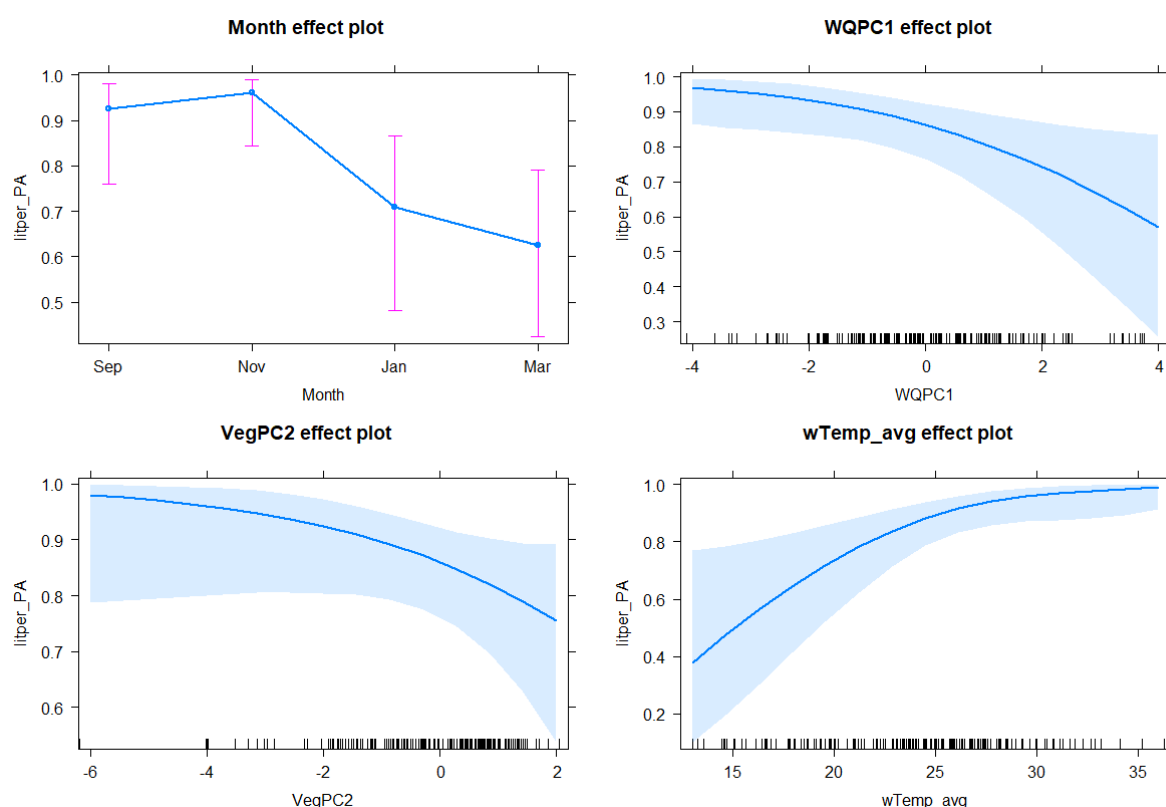 Month effect plot
litper_PA
1.0
0.9
0.8
0.7
0.6
0.5
Sep Nov Jan Mar
Month
WQPC1 effect plot
litper_PA
1.0
0.9
0.8
0.7
0.6
0.5
0.4
0.3
-4 -2 0 2 4
WQPC1
VegPC2 effect plot
litper_PA
1.0
0.9
0.8
0.7
0.6
-6 -4 -2 0 2
VegPC2
wTemp_avg effect plot
litper_PA
1.0
0.8
0.6
0.4
0.2
15 20 25 30 35
wTemp_avg